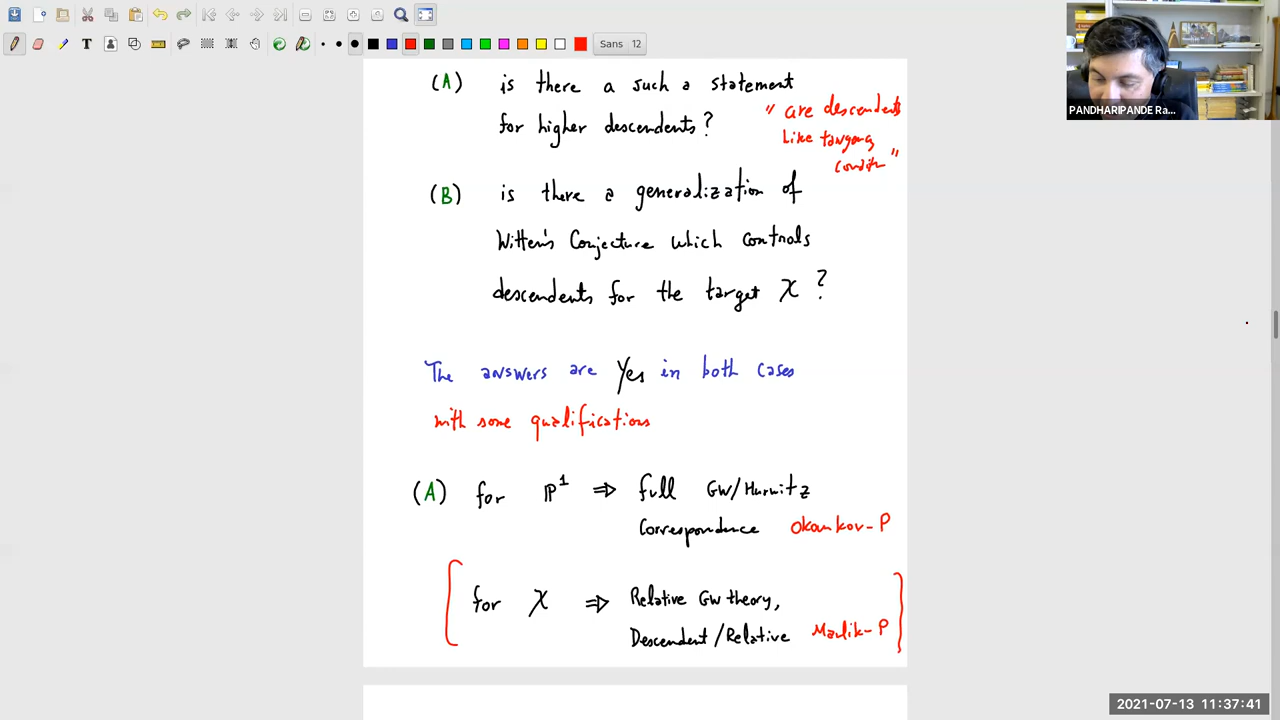 Sans 12
PANDHARIPANDE Ra...
(A) is there a such a statement
for higher descendents?
" are descendents
like tangency
condit "
(B) is there a generalization of
Witten's Conjecture which controls
descendents for the target X ?
The answers are Yes in both cases
with some qualifications
(A) for P¹ ⇒ full GW/Hurwitz
Correspondence Okounkov-P
for X ⇒ Relative GW theory,
Descendent/Relative Maulik-P
2021-07-13 11:37:41